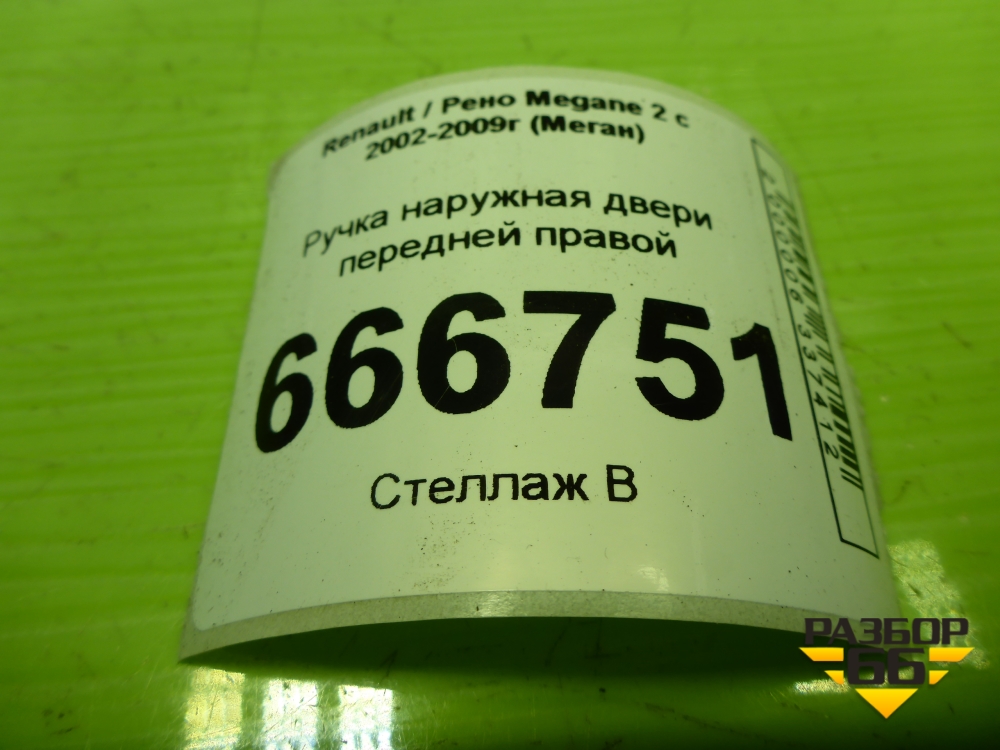 Renault / Рено Megane 2 с
2002-2009г (Меган)
Ручка наружная двери
передней правой
666751
Стеллаж В
РАЗБОР
66